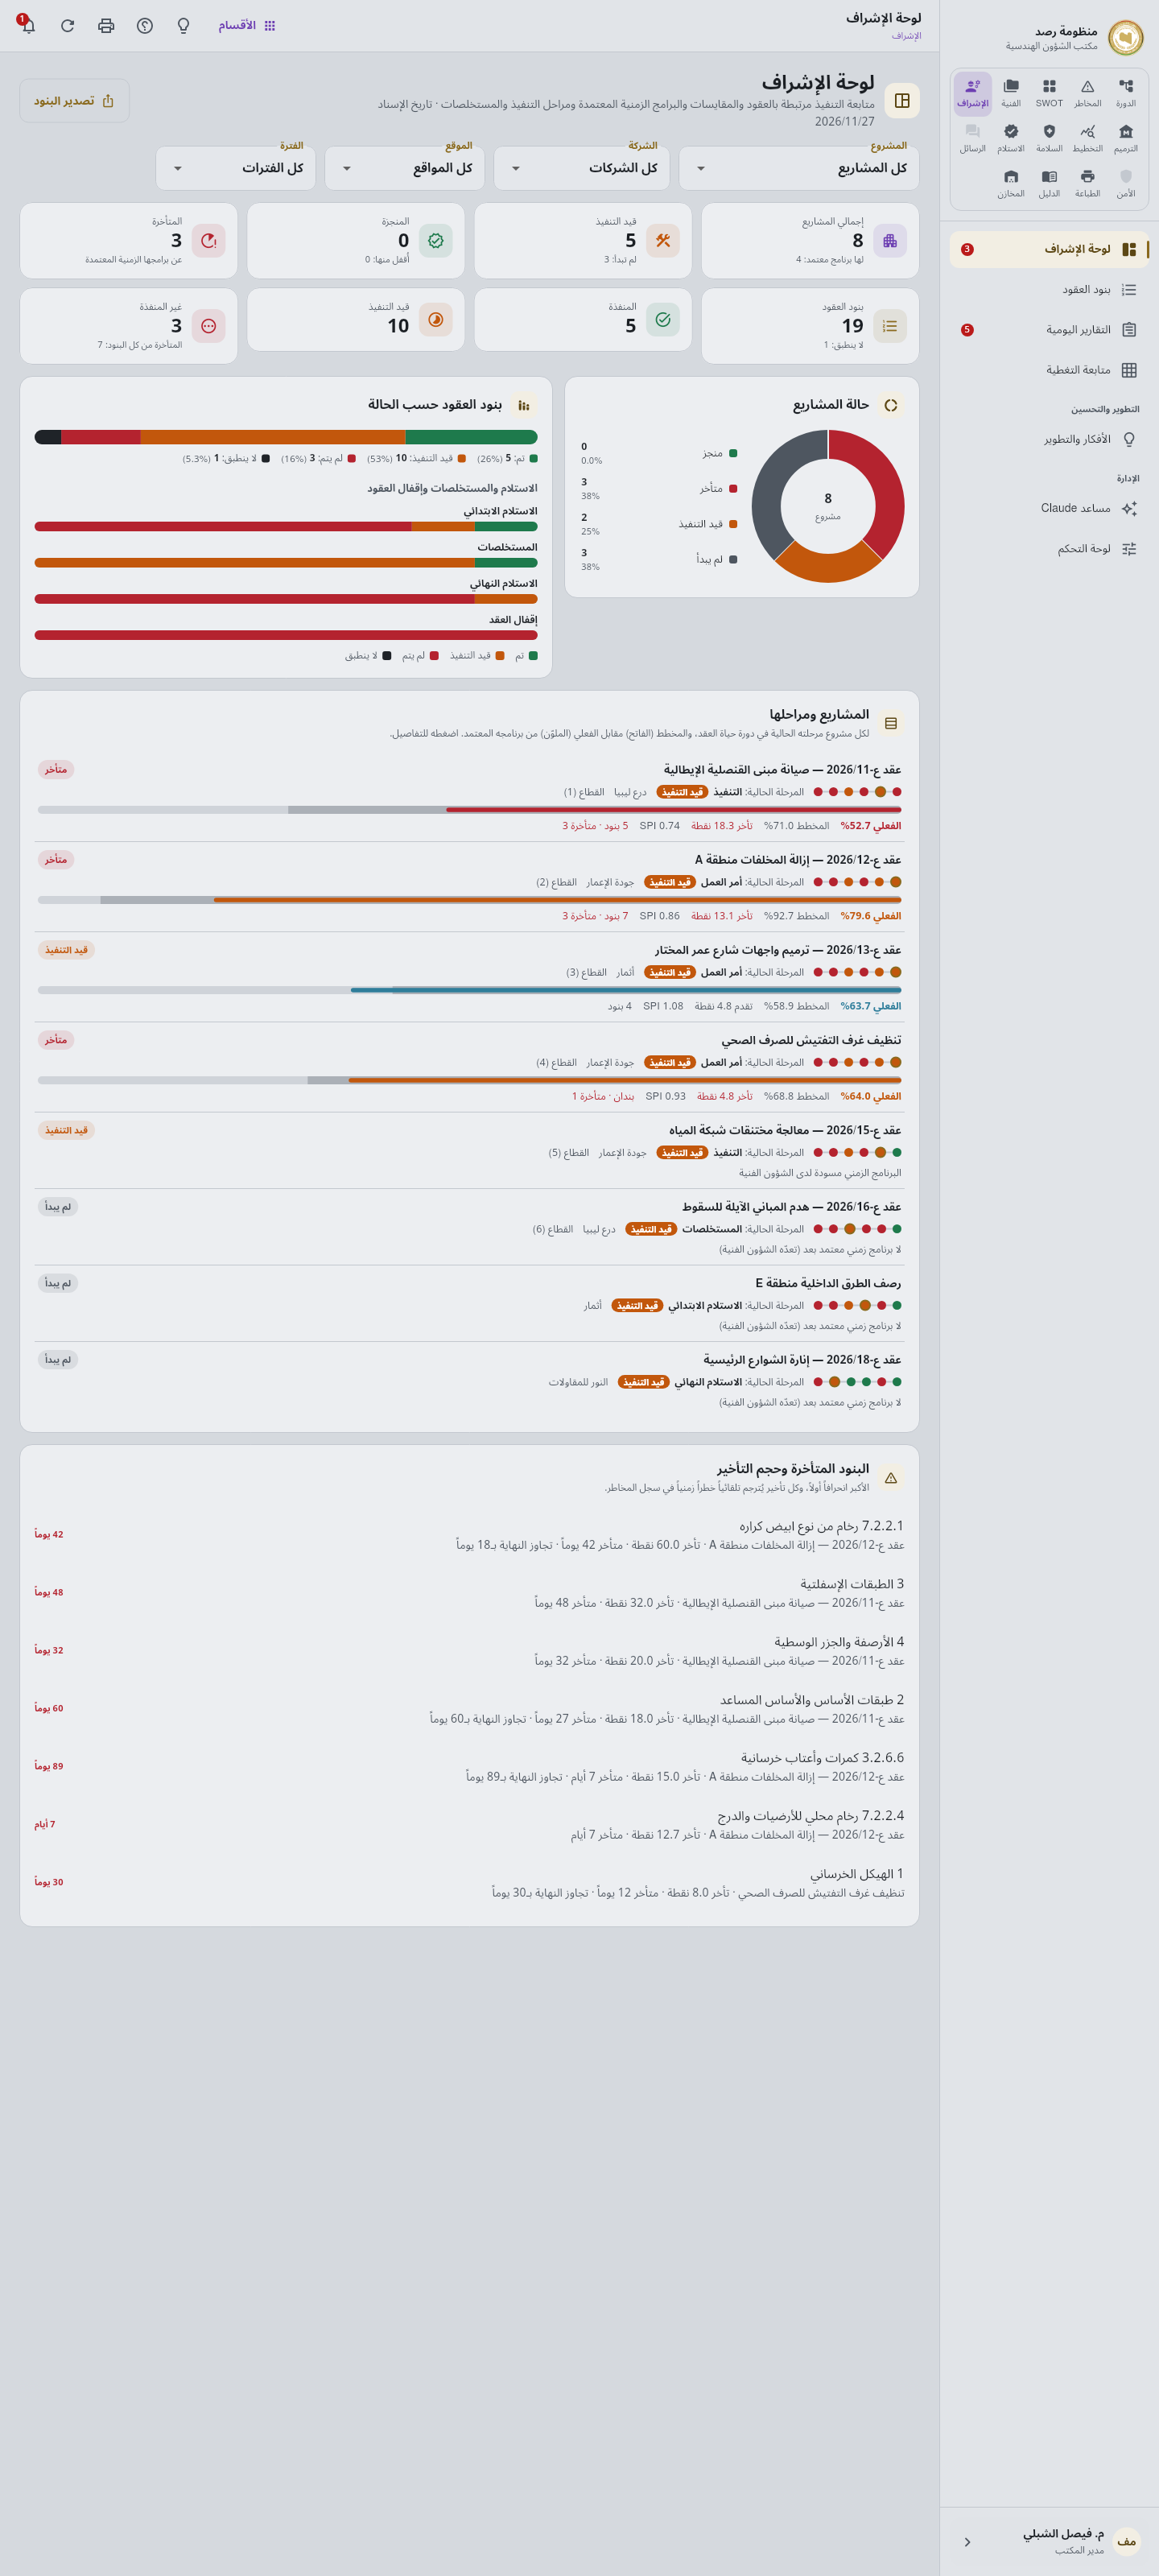 منظومة رصد
مكتب الشؤون الهندسية
الدورة
المخاطر
SWOT
الفنية
الإشراف
الترميم
التخطيط
السلامة
الاستلام
الرسائل
الأمن
الطباعة
الدليل
المخازن
لوحة الإشراف
3
بنود العقود
التقارير اليومية
5
متابعة التغطية
التطوير والتحسين
الأفكار والتطوير
الإدارة
مساعد Claude
لوحة التحكم
مف
م. فيصل الشبلي
مدير المكتب
لوحة الإشراف
الإشراف
الأقسام
1
لوحة الإشراف
متابعة التنفيذ مرتبطة بالعقود والمقايسات والبرامج الزمنية المعتمدة ومراحل التنفيذ والمستخلصات · تاريخ الإسناد
2026/11/27
تصدير البنود
المشروع
كل المشاريع
الشركة
كل الشركات
الموقع
كل المواقع
الفترة
كل الفترات
إجمالي المشاريع
8
لها برنامج معتمد: 4
قيد التنفيذ
5
لم تبدأ: 3
المنجزة
0
أُقفل منها: 0
المتأخرة
3
عن برامجها الزمنية المعتمدة
بنود العقود
19
لا ينطبق: 1
المنفذة
5
قيد التنفيذ
10
غير المنفذة
3
المتأخرة من كل البنود: 7
حالة المشاريع
8
مشروع
منجز
0
0.0%
متأخر
3
38%
قيد التنفيذ
2
25%
لم يبدأ
3
38%
بنود العقود حسب الحالة
تم: 5 (26%)
قيد التنفيذ: 10 (53%)
لم يتم: 3 (16%)
لا ينطبق: 1 (5.3%)
الاستلام والمستخلصات وإقفال العقود
الاستلام الابتدائي
المستخلصات
الاستلام النهائي
إقفال العقد
تم
قيد التنفيذ
لم يتم
لا ينطبق
المشاريع ومراحلها
لكل مشروع مرحلته الحالية في دورة حياة العقد، والمخطط (الفاتح) مقابل الفعلي (الملوّن) من برنامجه المعتمد. اضغطه للتفاصيل.
عقد ع-2026/11 — صيانة مبنى القنصلية الإيطالية
متأخر
المرحلة الحالية: التنفيذ قيد التنفيذ درع ليبيا القطاع (1)
الفعلي 52.7% المخطط 71.0% تأخر 18.3 نقطة SPI 0.74 5 بنود · متأخرة 3
عقد ع-2026/12 — إزالة المخلفات منطقة A
متأخر
المرحلة الحالية: أمر العمل قيد التنفيذ جودة الإعمار القطاع (2)
الفعلي 79.6% المخطط 92.7% تأخر 13.1 نقطة SPI 0.86 7 بنود · متأخرة 3
عقد ع-2026/13 — ترميم واجهات شارع عمر المختار
قيد التنفيذ
المرحلة الحالية: أمر العمل قيد التنفيذ أثمار القطاع (3)
الفعلي 63.7% المخطط 58.9% تقدم 4.8 نقطة SPI 1.08 4 بنود
تنظيف غرف التفتيش للصرف الصحي
متأخر
المرحلة الحالية: أمر العمل قيد التنفيذ جودة الإعمار القطاع (4)
الفعلي 64.0% المخطط 68.8% تأخر 4.8 نقطة SPI 0.93 بندان · متأخرة 1
عقد ع-2026/15 — معالجة مختنقات شبكة المياه
قيد التنفيذ
المرحلة الحالية: التنفيذ قيد التنفيذ جودة الإعمار القطاع (5)
البرنامج الزمني مسودة لدى الشؤون الفنية
عقد ع-2026/16 — هدم المباني الآيلة للسقوط
لم يبدأ
المرحلة الحالية: المستخلصات قيد التنفيذ درع ليبيا القطاع (6)
لا برنامج زمني معتمد بعد (تعدّه الشؤون الفنية)
رصف الطرق الداخلية منطقة E
لم يبدأ
المرحلة الحالية: الاستلام الابتدائي قيد التنفيذ أثمار
لا برنامج زمني معتمد بعد (تعدّه الشؤون الفنية)
عقد ع-2026/18 — إنارة الشوارع الرئيسية
لم يبدأ
المرحلة الحالية: الاستلام النهائي قيد التنفيذ النور للمقاولات
لا برنامج زمني معتمد بعد (تعدّه الشؤون الفنية)
البنود المتأخرة وحجم التأخير
الأكبر انحرافاً أولاً، وكل تأخير يُترجم تلقائياً خطراً زمنياً في سجل المخاطر.
7.2.2.1 رخام من نوع ابيض كراره
عقد ع-2026/12 — إزالة المخلفات منطقة A · تأخر 60.0 نقطة · متأخر 42 يوماً · تجاوز النهاية بـ18 يوماً
42 يوماً
3 الطبقات الإسفلتية
عقد ع-2026/11 — صيانة مبنى القنصلية الإيطالية · تأخر 32.0 نقطة · متأخر 48 يوماً
48 يوماً
4 الأرصفة والجزر الوسطية
عقد ع-2026/11 — صيانة مبنى القنصلية الإيطالية · تأخر 20.0 نقطة · متأخر 32 يوماً
32 يوماً
2 طبقات الأساس والأساس المساعد
عقد ع-2026/11 — صيانة مبنى القنصلية الإيطالية · تأخر 18.0 نقطة · متأخر 27 يوماً · تجاوز النهاية بـ60 يوماً
60 يوماً
3.2.6.6 كمرات وأعتاب خرسانية
عقد ع-2026/12 — إزالة المخلفات منطقة A · تأخر 15.0 نقطة · متأخر 7 أيام · تجاوز النهاية بـ89 يوماً
89 يوماً
7.2.2.4 رخام محلي للأرضيات والدرج
عقد ع-2026/12 — إزالة المخلفات منطقة A · تأخر 12.7 نقطة · متأخر 7 أيام
7 أيام
1 الهيكل الخرساني
تنظيف غرف التفتيش للصرف الصحي · تأخر 8.0 نقطة · متأخر 12 يوماً · تجاوز النهاية بـ30 يوماً
30 يوماً